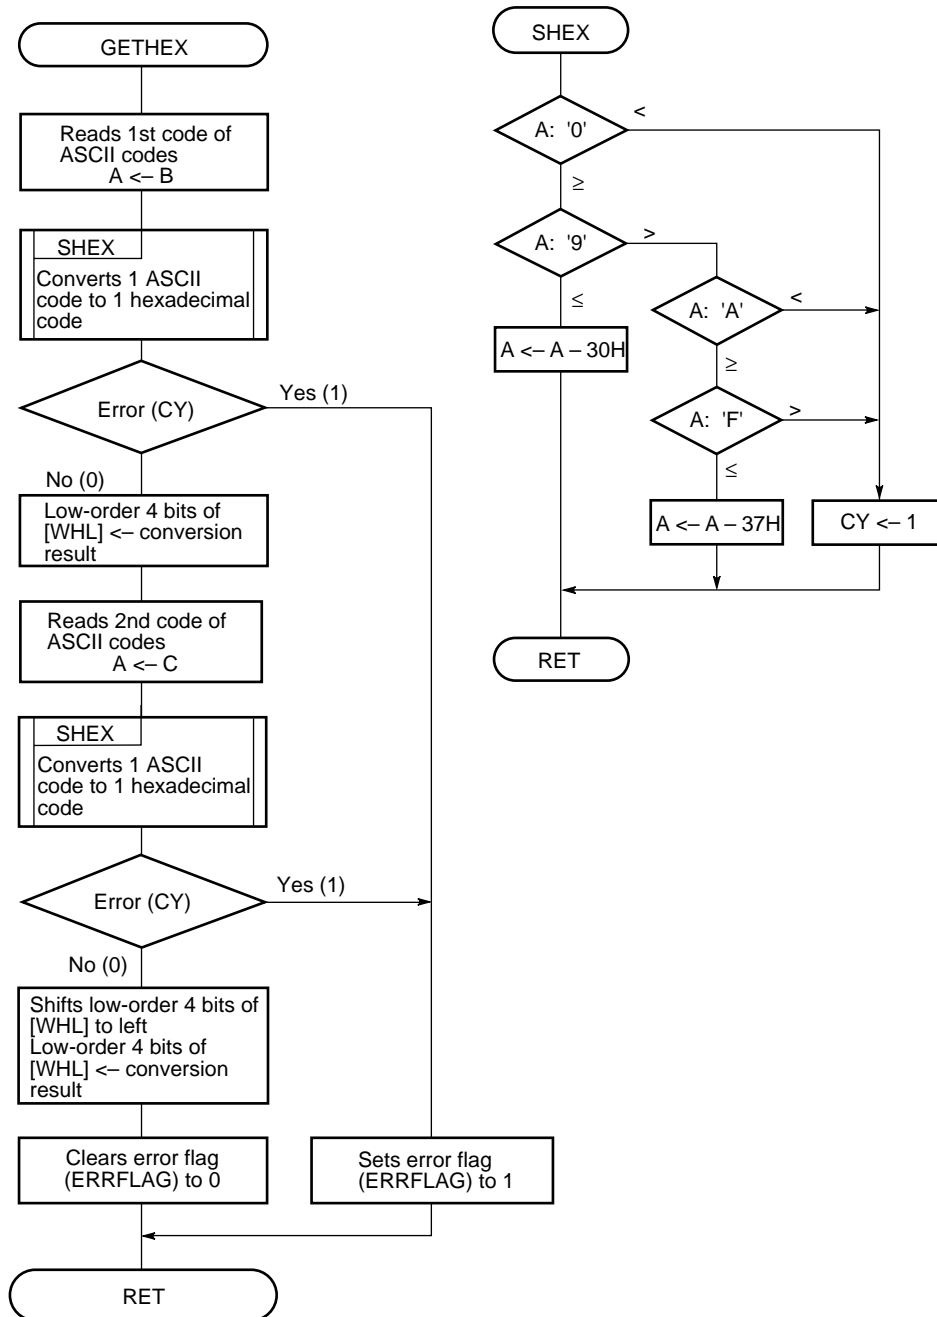 GETHEX
Reads 1st code of
ASCII codes
A <– B
SHEX
Converts 1 ASCII
code to 1 hexadecimal
code
Error (CY)
Yes (1)
No (0)
Low-order 4 bits of
[WHL] <– conversion
result
Reads 2nd code of
ASCII codes
A <– C
SHEX
Converts 1 ASCII
code to 1 hexadecimal
code
Error (CY)
Yes (1)
No (0)
Shifts low-order 4 bits of
[WHL] to left
Low-order 4 bits of
[WHL] <– conversion
result
Clears error flag
(ERRFLAG) to 0
Sets error flag
(ERRFLAG) to 1
RET
SHEX
A: '0'
<
≥
A: '9'
>
≤
A <– A – 30H
A: 'A'
<
≥
A: 'F'
>
≤
A <– A – 37H
CY <– 1
RET